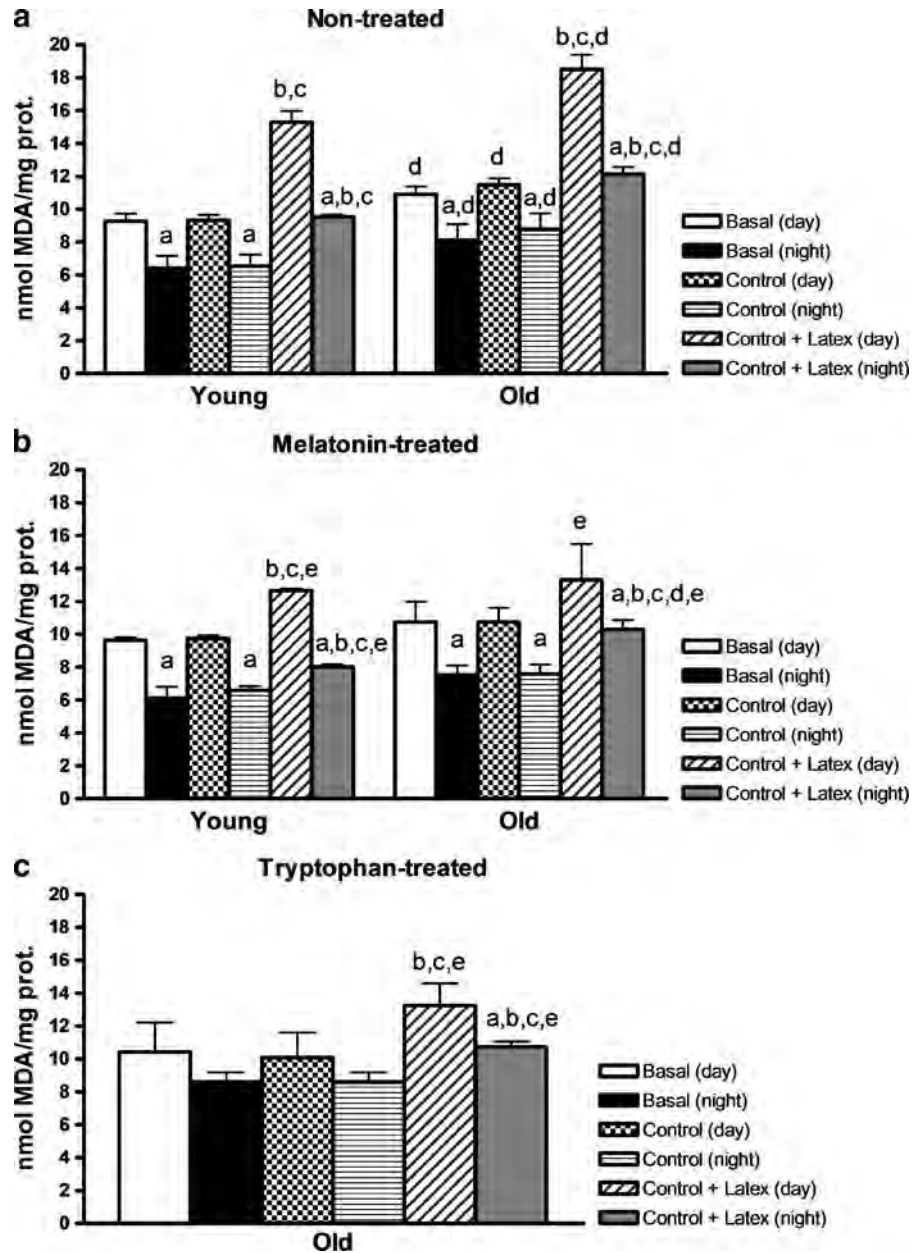 a
Non-treated
nmol MDA/mg prot.
20
18
16
14
12
10
8
6
4
2
0
a
a
b,c
a,b,c
d
a,d
d
a,d
b,c,d
a,b,c,d
Young
Old
Basal (day)
Basal (night)
Control (day)
Control (night)
Control + Latex (day)
Control + Latex (night)
b
Melatonin-treated
nmol MDA/mg prot.
20
18
16
14
12
10
8
6
4
2
0
a
a
b,c,e
a,b,c,e
a
a
e
a,b,c,d,e
Young
Old
Basal (day)
Basal (night)
Control (day)
Control (night)
Control + Latex (day)
Control + Latex (night)
c
Tryptophan-treated
nmol MDA/mg prot.
20
18
16
14
12
10
8
6
4
2
0
b,c,e
a,b,c,e
Old
Basal (day)
Basal (night)
Control (day)
Control (night)
Control + Latex (day)
Control + Latex (night)